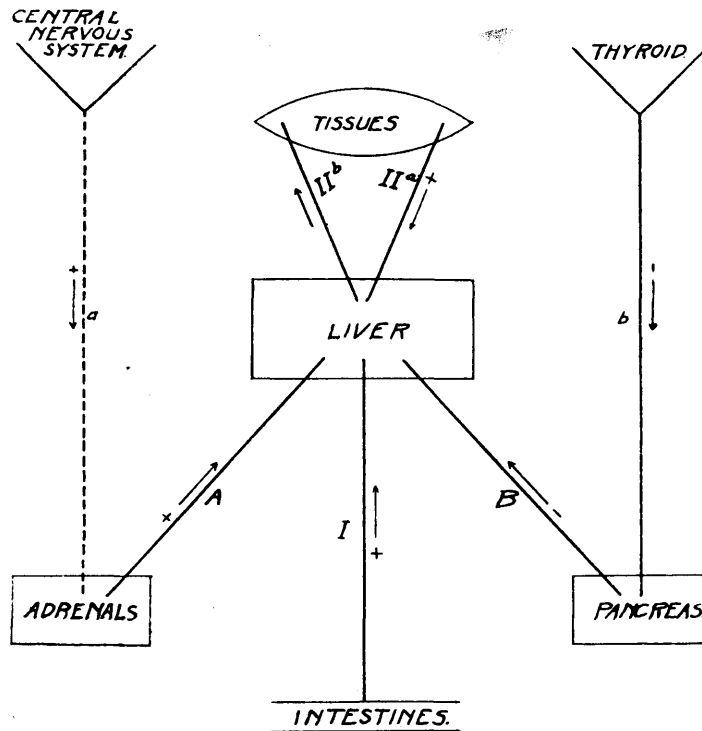 CENTRAL
NERVOUS
SYSTEM.
THYROID.
TISSUES
II^b
II^a +
+
a
-
b
LIVER
A
+
I
+
B
-
ADRENALS
PANCREAS
INTESTINES.